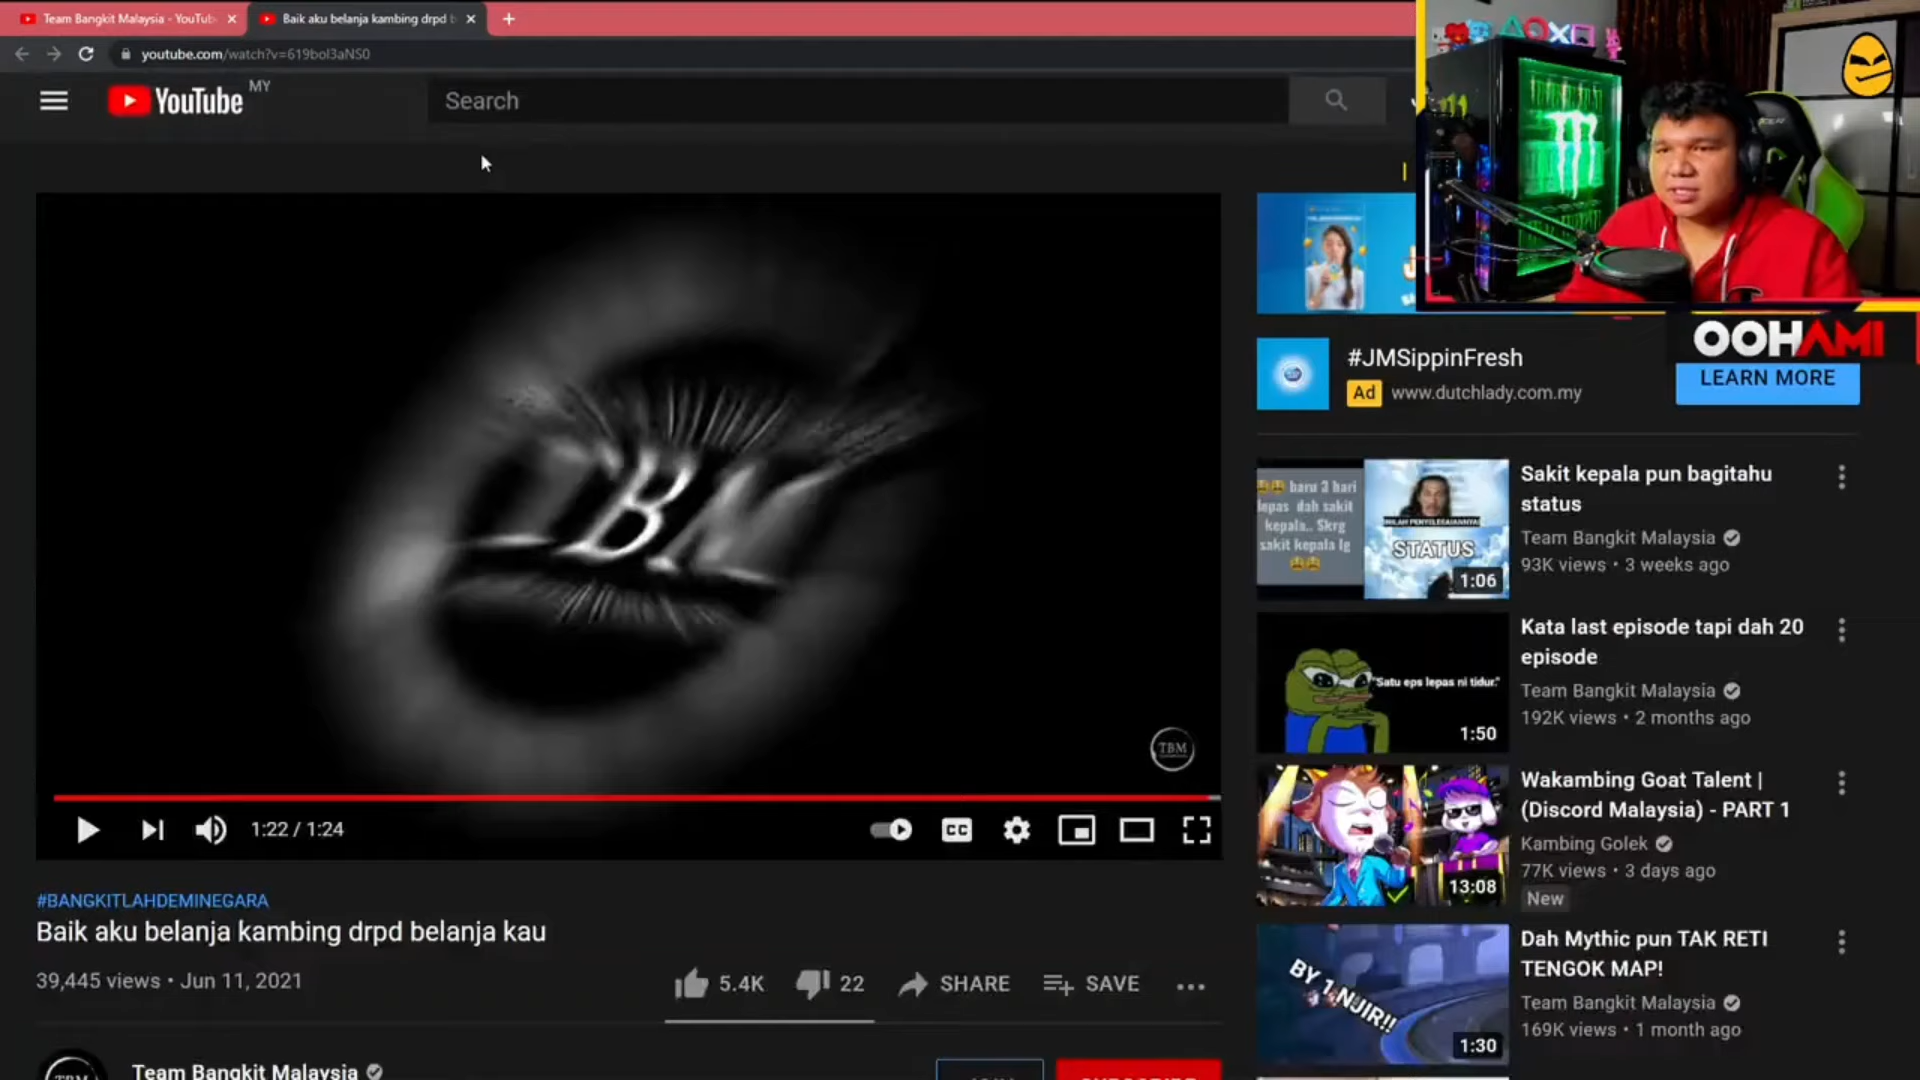 Team Bangkit Malaysia - YouTub
Baik aku belanja kambing drpd b
youtube.com/watch?v=619bol3aNS0
YouTube MY
Search
OOHAMI
#JMSippinFresh
Ad www.dutchlady.com.my
LEARN MORE
TBM
TBM
1:22 / 1:24
CC
#BANGKITLAHDEMINEGARA
Baik aku belanja kambing drpd belanja kau
39,445 views • Jun 11, 2021
5.4K
22
SHARE
SAVE
Team Bangkit Malaysia
SUBSCRIBE
baru 3 hari
lepas dah sakit
kepala.. Skrg
sakit kepala lg
INILAH PENYELESAIANNYA!
STATUS
1:06
Sakit kepala pun bagitahu
status
Team Bangkit Malaysia
93K views • 3 weeks ago
"Satu eps lepas ni tidur."
1:50
Kata last episode tapi dah 20
episode
Team Bangkit Malaysia
192K views • 2 months ago
13:08
Wakambing Goat Talent |
(Discord Malaysia) - PART 1
Kambing Golek
77K views • 3 days ago
New
BY 1 NJIR!!
1:30
Dah Mythic pun TAK RETI
TENGOK MAP!
Team Bangkit Malaysia
169K views • 1 month ago